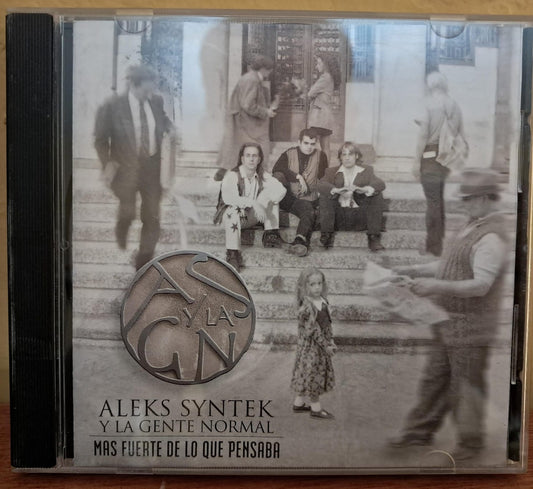 AS
Y LA
GN
ALEKS SYNTEK
Y LA GENTE NORMAL
MAS FUERTE DE LO QUE PENSABA